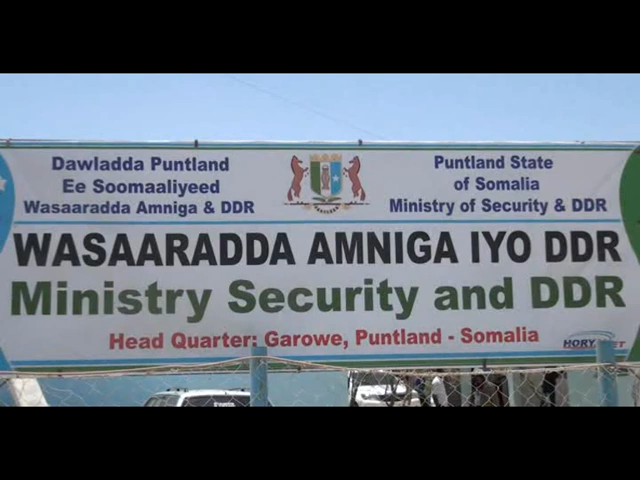 Dawladda Puntland
Ee Soomaaliyeed
Wasaaradda Amniga & DDR
Puntland State
of Somalia
Ministry of Security & DDR
WASAARADDA AMNIGA IYO DDR
Ministry Security and DDR
Head Quarter: Garowe, Puntland - Somalia